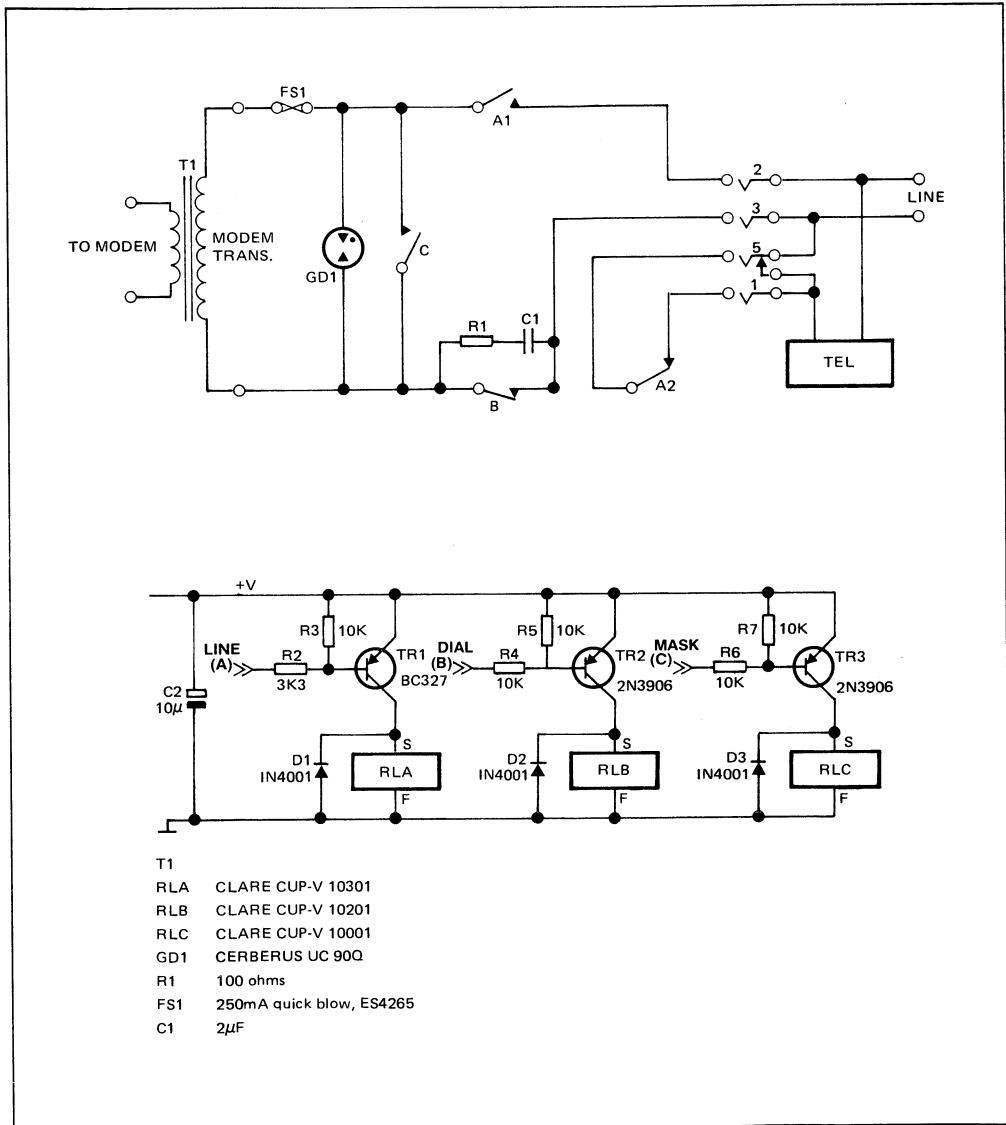 FS1
A1
T1
2
LINE
3
TO MODEM
MODEM
TRANS.
GD1
C
5
1
R1
C1
B
A2
TEL
+V
LINE
(A)
R3
10K
R2
3K3
TR1
BC327
DIAL
(B)
R5
10K
R4
10K
TR2
2N3906
MASK
(C)
R7
10K
R6
10K
TR3
2N3906
C2
10μ
D1
IN4001
S
RLA
F
D2
IN4001
S
RLB
F
D3
IN4001
S
RLC
F
T1
RLA CLARE CUP-V 10301
RLB CLARE CUP-V 10201
RLC CLARE CUP-V 10001
GD1 CERBERUS UC 90Q
R1 100 ohms
FS1 250mA quick blow, ES4265
C1 2μF